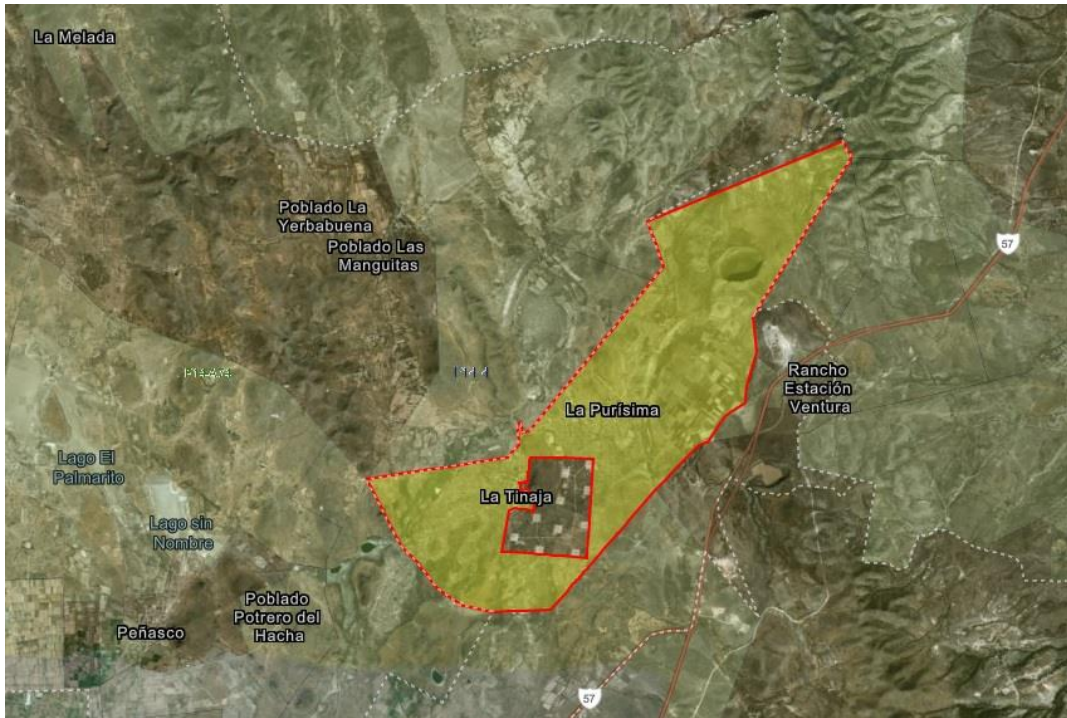 La Melada
Poblado La
Yerbabuena
Poblado Las
Manguitas
57
Rancho
Estación
Ventura
La Purísima
Lago El
Palmarito
La Tinaja
Lago sin
Nombre
Poblado
Potrero del
Hacha
Peñasco
57